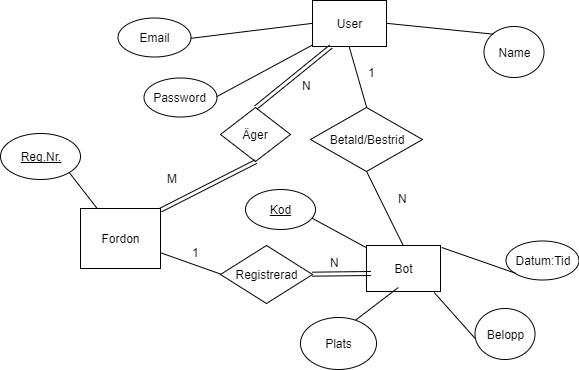 User
Email
Name
1
N
Password
Äger
Betald/Bestrid
Reg.Nr.
M
N
Kod
Fordon
1
Registrerad
N
Bot
Datum:Tid
Plats
Belopp